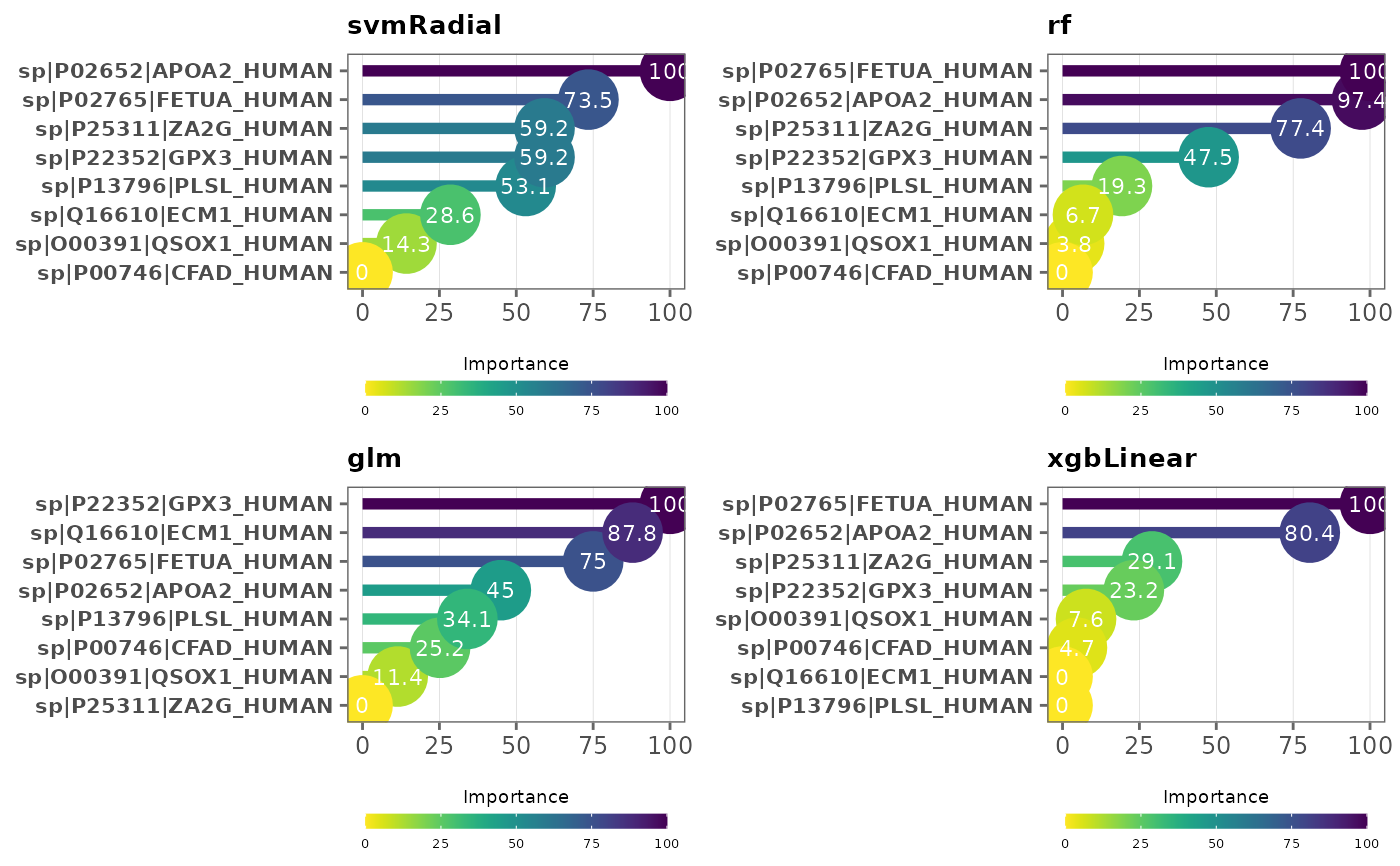 svmRadial
sp|P02652|APOA2_HUMAN 100
sp|P02765|FETUA_HUMAN 73.5
sp|P25311|ZA2G_HUMAN 59.2
sp|P22352|GPX3_HUMAN 59.2
sp|P13796|PLSL_HUMAN 53.1
sp|Q16610|ECM1_HUMAN 28.6
sp|O00391|QSOX1_HUMAN 14.3
sp|P00746|CFAD_HUMAN 0
0 25 50 75 100
Importance
0 25 50 75 100
rf
sp|P02765|FETUA_HUMAN 100
sp|P02652|APOA2_HUMAN 97.4
sp|P25311|ZA2G_HUMAN 77.4
sp|P22352|GPX3_HUMAN 47.5
sp|P13796|PLSL_HUMAN 19.3
sp|Q16610|ECM1_HUMAN 6.7
sp|O00391|QSOX1_HUMAN 3.8
sp|P00746|CFAD_HUMAN 0
0 25 50 75 100
Importance
0 25 50 75 100
glm
sp|P22352|GPX3_HUMAN 100
sp|Q16610|ECM1_HUMAN 87.8
sp|P02765|FETUA_HUMAN 75
sp|P02652|APOA2_HUMAN 45
sp|P13796|PLSL_HUMAN 34.1
sp|P00746|CFAD_HUMAN 25.2
sp|O00391|QSOX1_HUMAN 11.4
sp|P25311|ZA2G_HUMAN 0
0 25 50 75 100
Importance
0 25 50 75 100
xgbLinear
sp|P02765|FETUA_HUMAN 100
sp|P02652|APOA2_HUMAN 80.4
sp|P25311|ZA2G_HUMAN 29.1
sp|P22352|GPX3_HUMAN 23.2
sp|O00391|QSOX1_HUMAN 7.6
sp|P00746|CFAD_HUMAN 4.7
sp|Q16610|ECM1_HUMAN 0
sp|P13796|PLSL_HUMAN 0
0 25 50 75 100
Importance
0 25 50 75 100